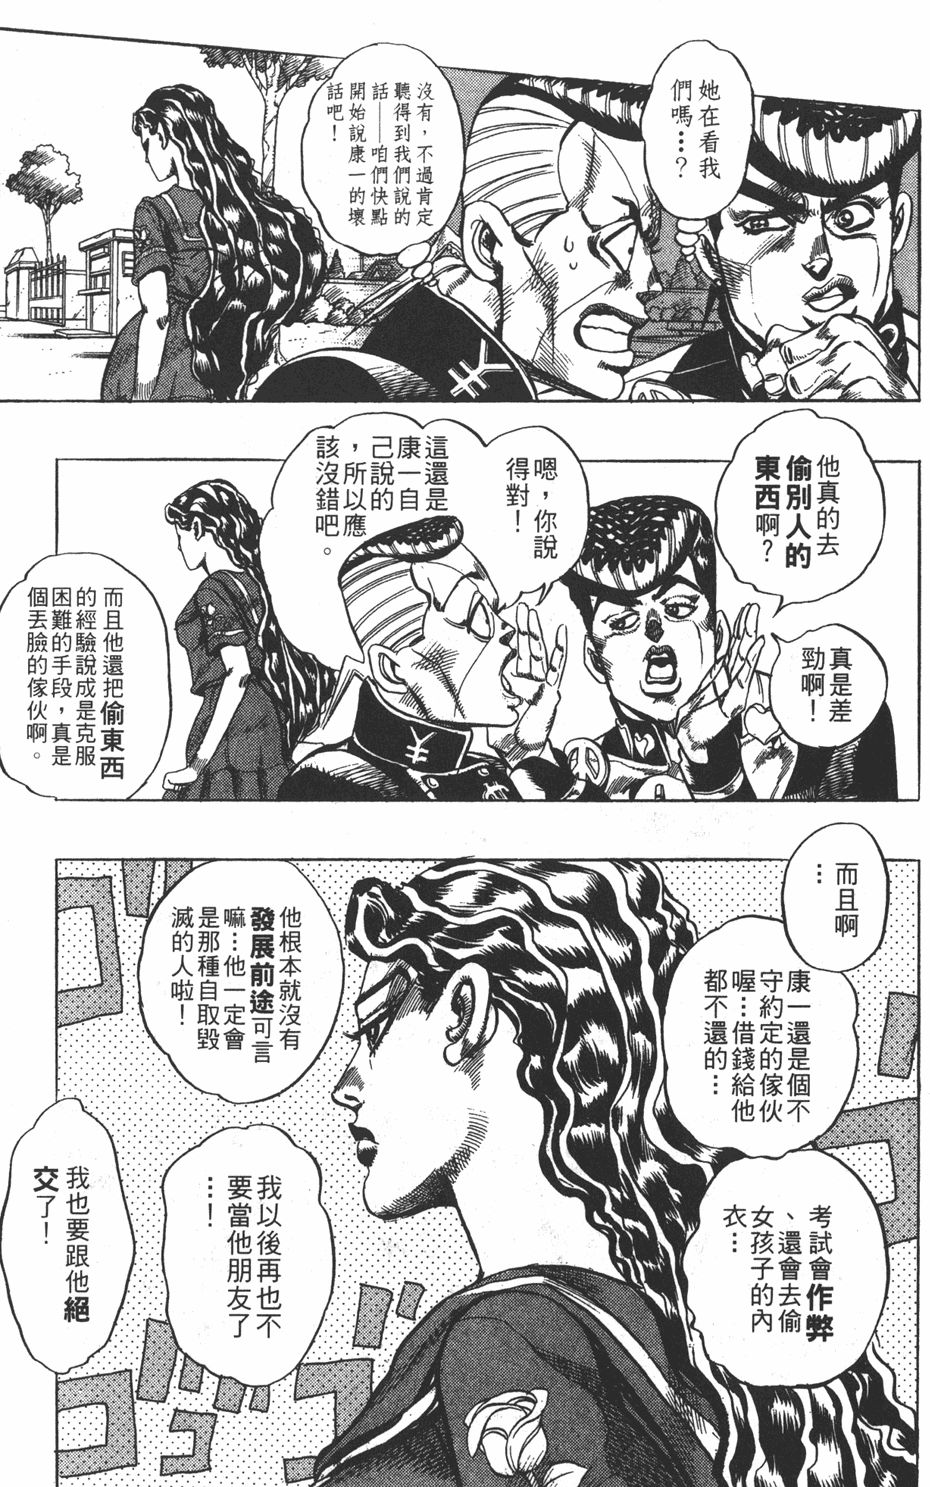 她在看我
們嗎…？
沒有，不過肯定
聽得到我們說的
話——咱們快點
開始說康一的壞
話吧！
他真的去
偷別人的
東西啊？
真是差
勁啊！
嗯，你說
得對！
這還是
康一自
己說的
，所以應
該沒錯吧。
而且他還把偷東西
的經驗說成是克服
困難的手段，真是
個丟臉的傢伙啊。
而且啊
…
康一還是個不
守約定的傢伙
喔…借錢給他
都不還的…
考試會作弊
、還會去偷
女孩子的內
衣…
他根本就沒有
發展前途可言
嘛…他一定會
是那種自取毀
滅的人啦！
我以後再也不
要當他朋友了
…！
我也要跟他絕
交了！
ゴゴゴゴ